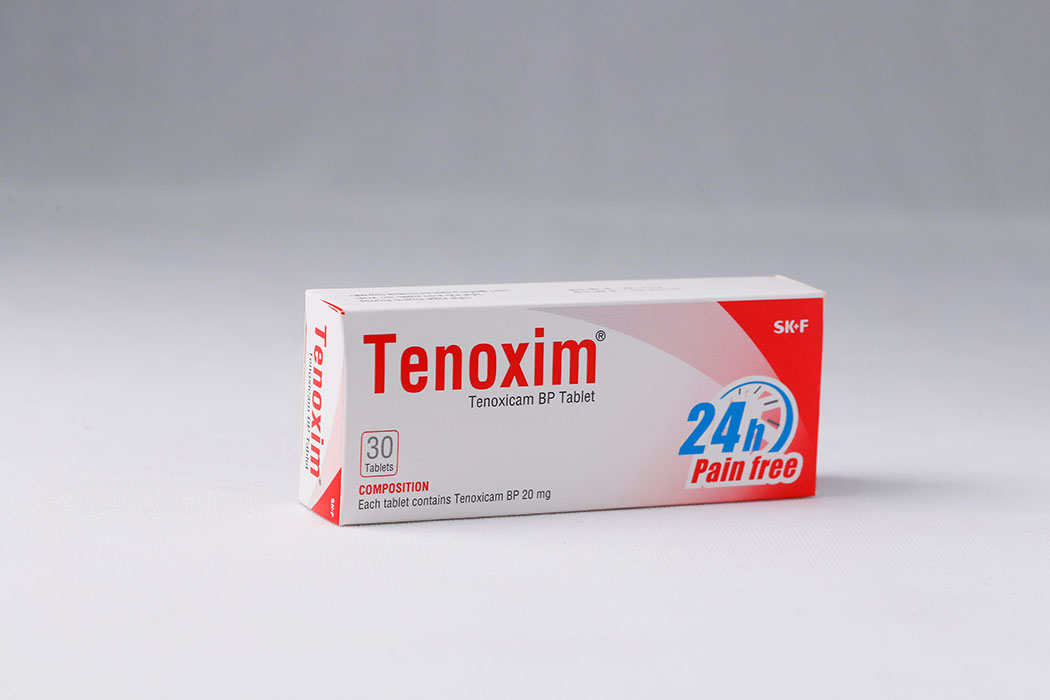 Tenoxim®
Tenoxicam BP Tablet
30
Tablets
COMPOSITION
Each tablet contains Tenoxicam BP 20 mg
SK+F
24h
Pain free
Tenoxim®
Tenoxicam BP Tablet
SK+F